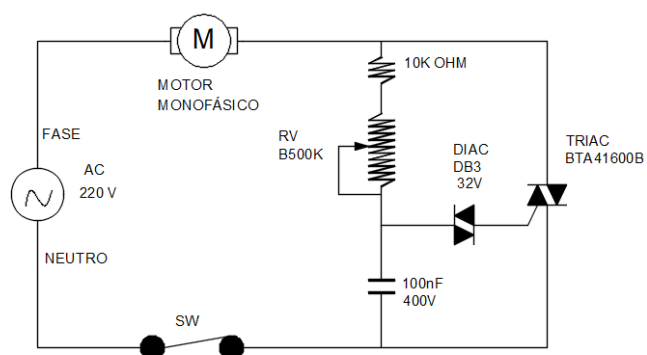 M
MOTOR
MONOFÁSICO
10K OHM
FASE
AC
220 V
NEUTRO
RV
B500K
DIAC
DB3
32V
TRIAC
BTA41600B
100nF
400V
SW